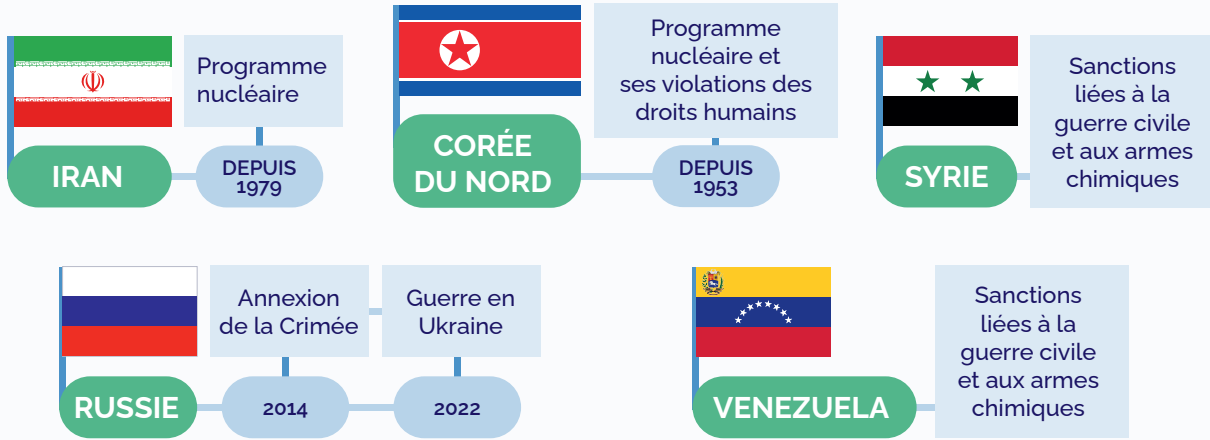 IRAN
DEPUIS
1979
Programme
nucléaire
CORÉE
DU NORD
DEPUIS
1953
Programme
nucléaire et
ses violations des
droits humains
SYRIE
Sanctions
liées à la
guerre civile
et aux armes
chimiques
RUSSIE
2014
Annexion
de la Crimée
2022
Guerre en
Ukraine
VENEZUELA
Sanctions
liées à la
guerre civile
et aux armes
chimiques